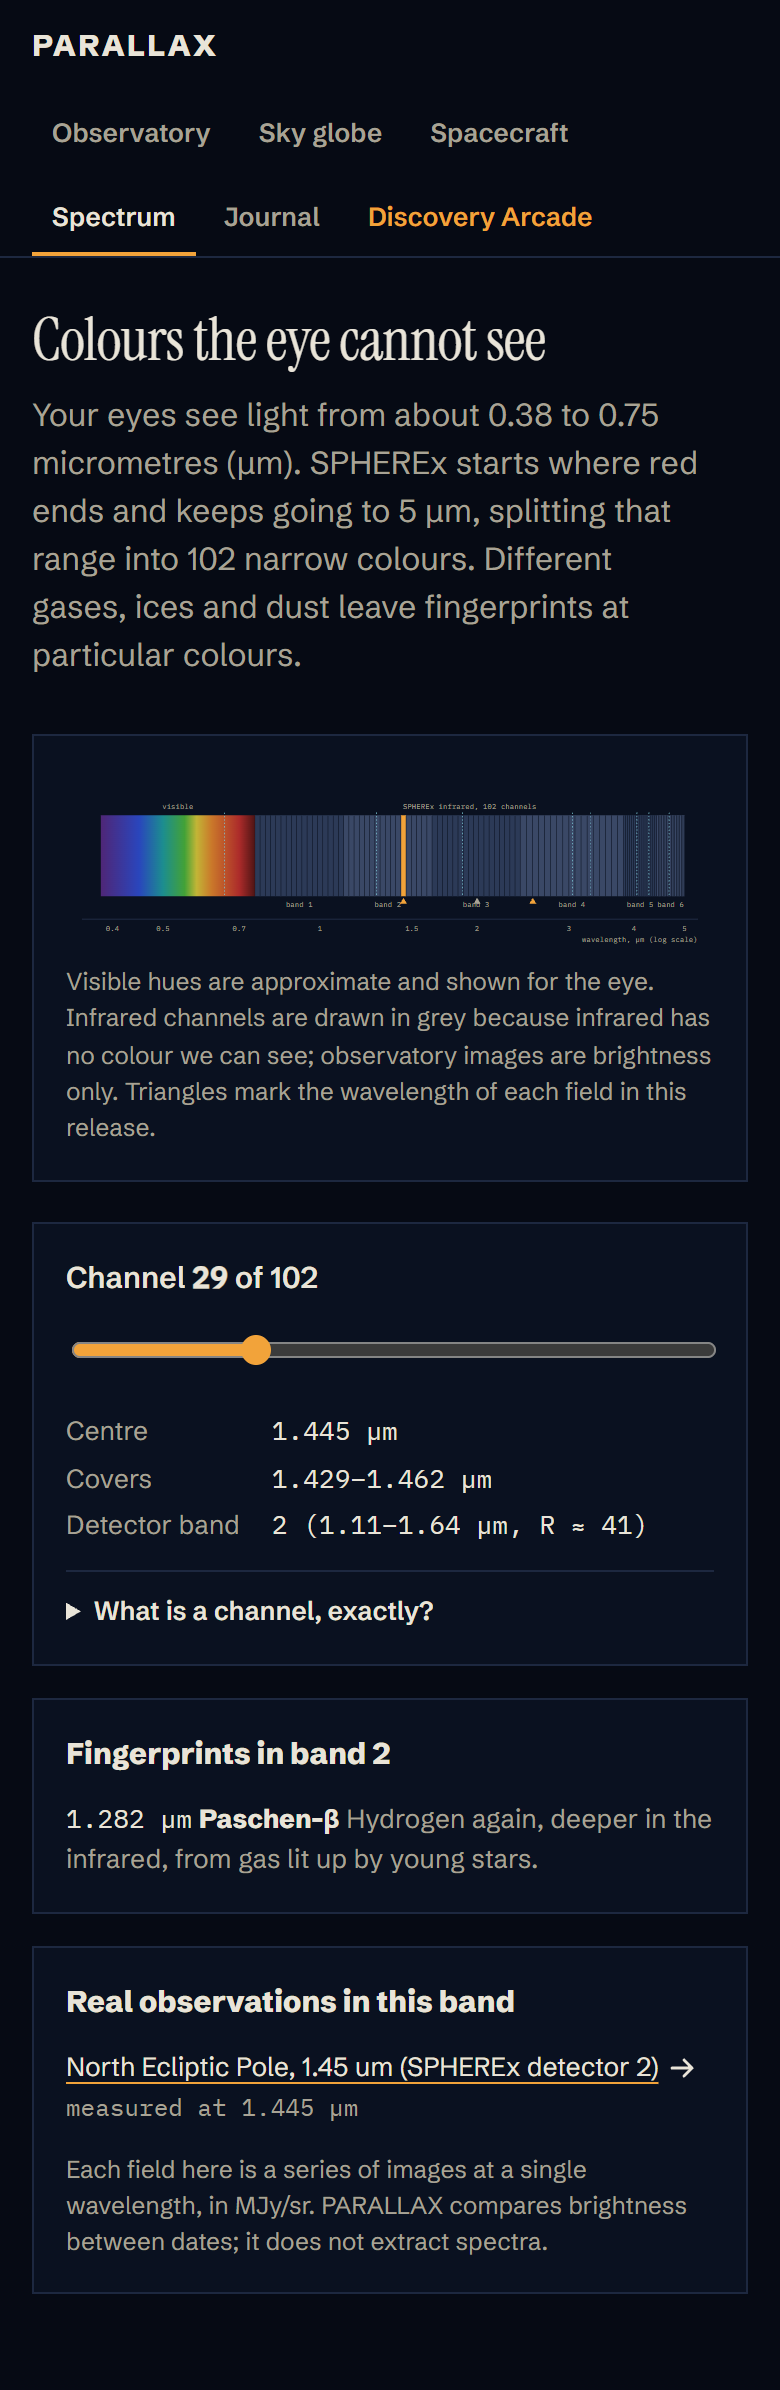 PARALLAX
Observatory Sky globe Spacecraft
Spectrum Journal Discovery Arcade
Colours the eye cannot see
Your eyes see light from about 0.38 to 0.75
micrometres (µm). SPHEREx starts where red
ends and keeps going to 5 µm, splitting that
range into 102 narrow colours. Different
gases, ices and dust leave fingerprints at
particular colours.
visible SPHEREx infrared, 102 channels
band 1 band 2 band 3 band 4 band 5 band 6
0.4 0.5 0.7 1 1.5 2 3 4 5
wavelength, µm (log scale)
Visible hues are approximate and shown for the eye.
Infrared channels are drawn in grey because infrared has
no colour we can see; observatory images are brightness
only. Triangles mark the wavelength of each field in this
release.
Channel 29 of 102
Centre 1.445 µm
Covers 1.429–1.462 µm
Detector band 2 (1.11–1.64 µm, R ≈ 41)
▶ What is a channel, exactly?
Fingerprints in band 2
1.282 µm Paschen-β Hydrogen again, deeper in the
infrared, from gas lit up by young stars.
Real observations in this band
North Ecliptic Pole, 1.45 um (SPHEREx detector 2) →
measured at 1.445 µm
Each field here is a series of images at a single
wavelength, in MJy/sr. PARALLAX compares brightness
between dates; it does not extract spectra.